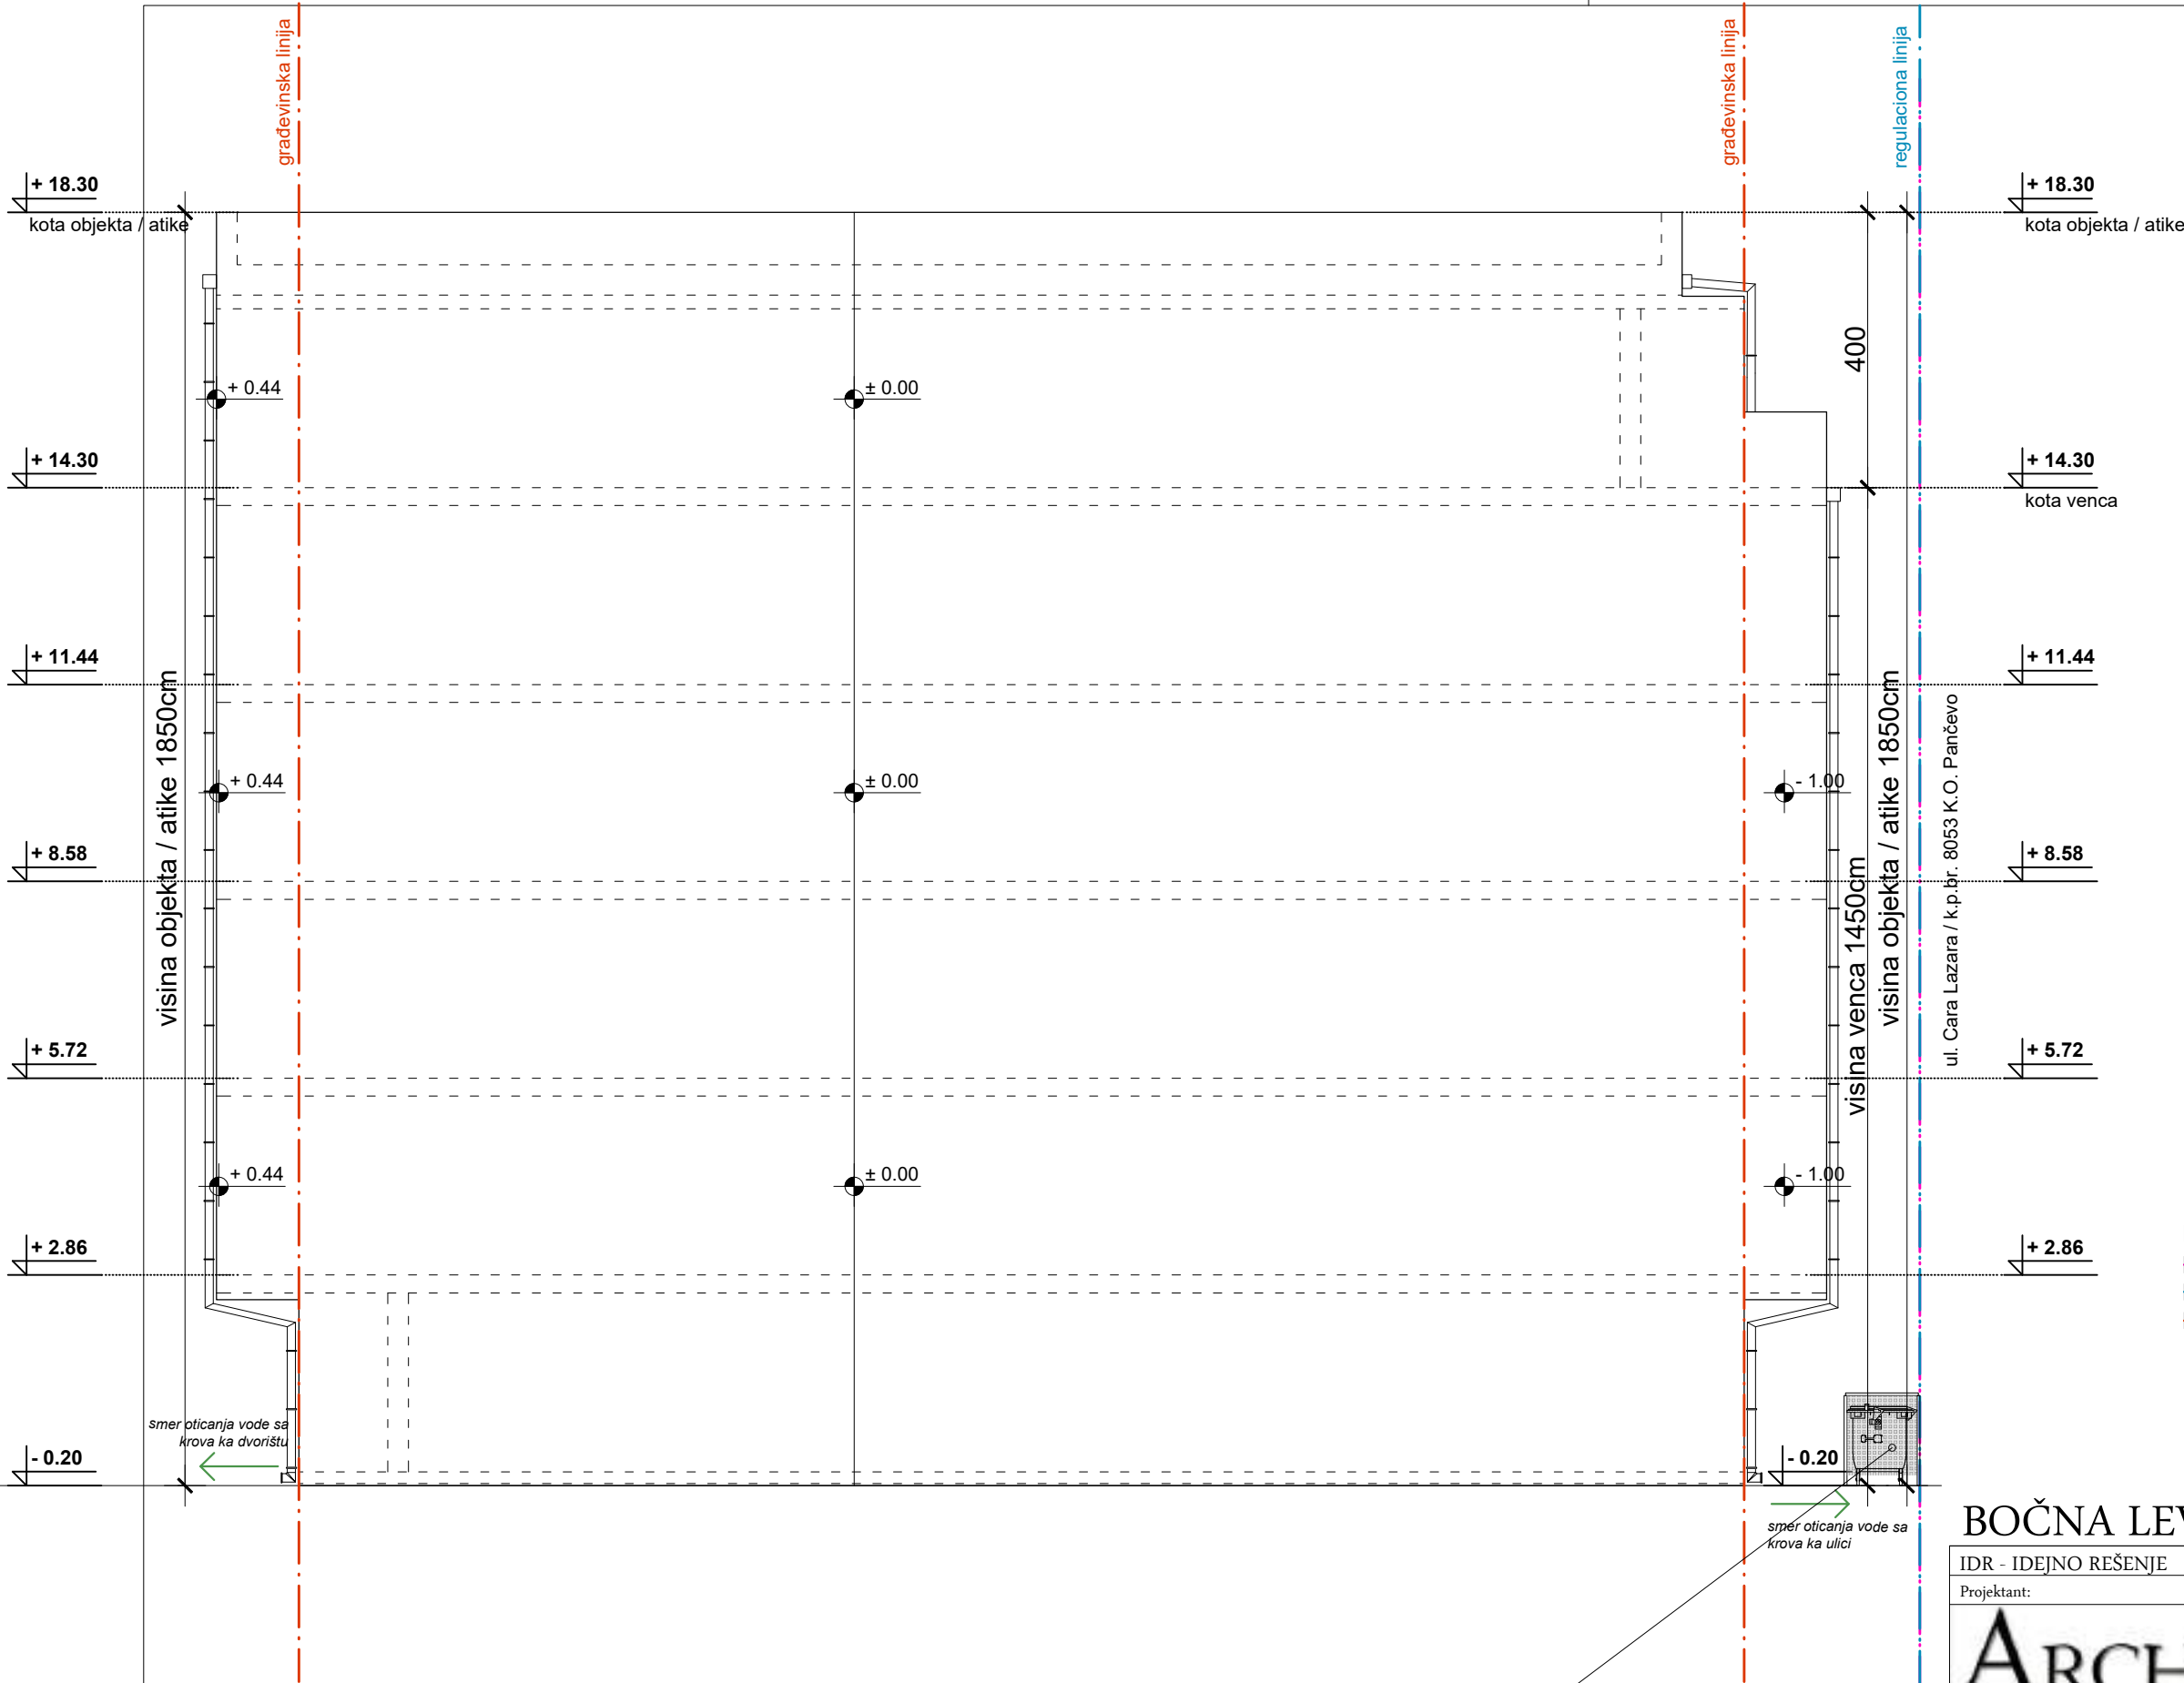 građevinska linija
građevinska linija
regulaciona linija
+ 18.30
kota objekta / atike
+ 18.30
kota objekta / atike
400
+ 0.44
± 0.00
+ 14.30
+ 14.30
kota venca
+ 11.44
+ 11.44
visina objekta / atike 1850cm
visina venca 1450cm
visina objekta / atike 1850cm
ul. Cara Lazara / k.p.br. 8053 K.O. Pančevo
+ 0.44
± 0.00
- 1.00
+ 8.58
+ 8.58
+ 5.72
+ 5.72
+ 0.44
± 0.00
- 1.00
+ 2.86
+ 2.86
smer oticanja vode sa
krova ka dvorištu
- 0.20
- 0.20
smer oticanja vode sa
krova ka ulici
BOČNA LEV
IDR - IDEJNO REŠENJE
Projektant:
ARCH